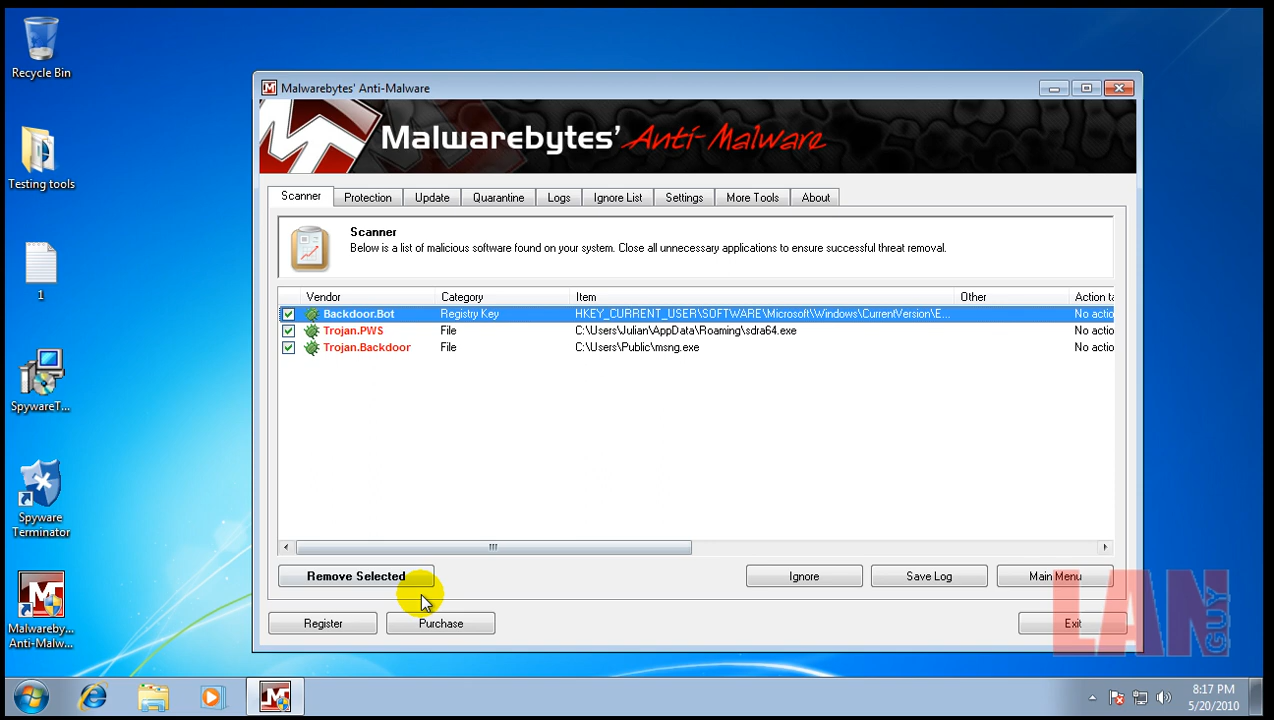 Recycle Bin
Testing tools
1
SpywareT...
Spyware
Terminator
Malwareby...
Anti-Malw...
Malwarebytes' Anti-Malware
Malwarebytes' Anti-Malware
Scanner Protection Update Quarantine Logs Ignore List Settings More Tools About
Scanner
Below is a list of malicious software found on your system. Close all unnecessary applications to ensure successful threat removal.
Vendor Category Item Other Action ta
Backdoor.Bot Registry Key HKEY_CURRENT_USER\SOFTWARE\Microsoft\Windows\CurrentVersion\E... No actio
Trojan.PWS File C:\Users\Julian\AppData\Roaming\sdra64.exe No actio
Trojan.Backdoor File C:\Users\Public\msng.exe No actio
Remove Selected Ignore Save Log Main Menu
Register Purchase Exit
LAN GUY
8:17 PM
5/20/2010